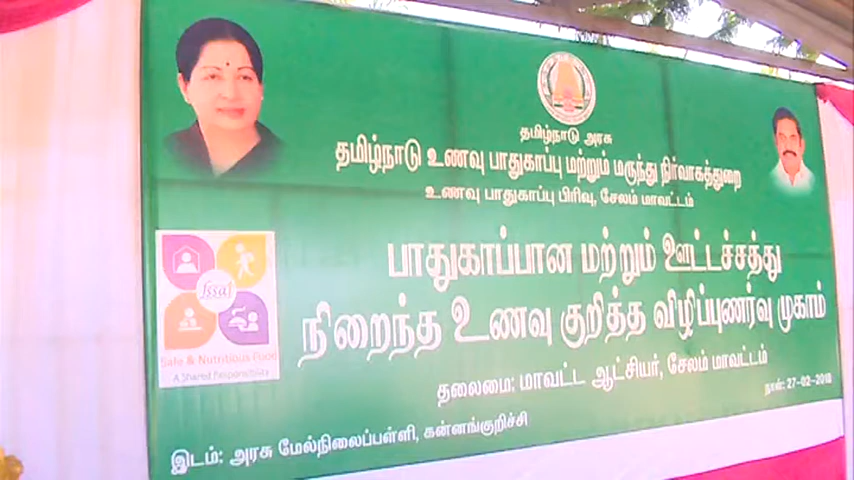 தமிழ்நாடு அரசு
தமிழ்நாடு உணவு பாதுகாப்பு மற்றும் மருந்து நிர்வாகத்துறை
உணவு பாதுகாப்பு பிரிவு, சேலம் மாவட்டம்
பாதுகாப்பான மற்றும் ஊட்டச்சத்து
நிறைந்த உணவு குறித்த விழிப்புணர்வு முகாம்
fssai
Safe & Nutritious Food
A Shared Responsibility
தலைமை: மாவட்ட ஆட்சியர், சேலம் மாவட்டம்
நாள்: 27-02-2018
இடம்: அரசு மேல்நிலைப்பள்ளி, கன்னங்குறிச்சி